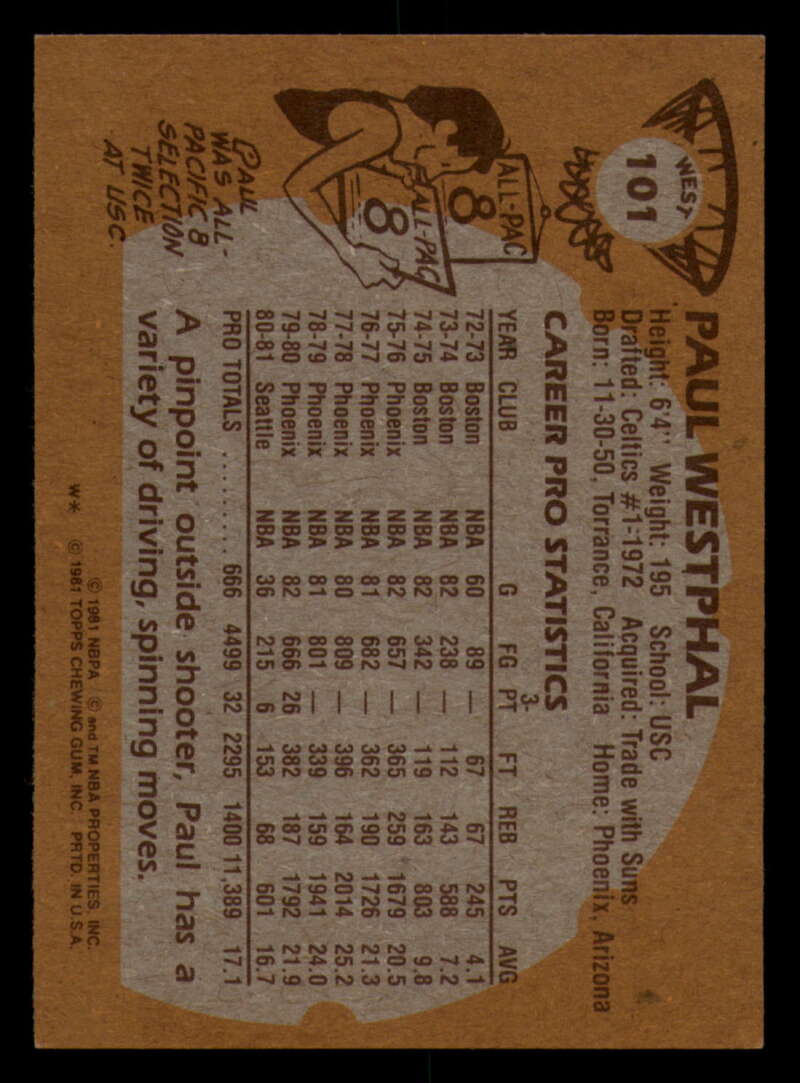 WEST
101
PAUL WESTPHAL
Height: 6'4" Weight: 195 School: USC
Drafted: Celtics #1-1972 Acquired: Trade with Suns
Born: 11-30-50, Torrance, California Home: Phoenix, Arizona
ALL-PAC
8
ALL-PAC
8
PAUL
WAS ALL-
PACIFIC 8
SELECTION
TWICE
AT USC.
CAREER PRO STATISTICS
YEAR CLUB G FG 3-PT FT REB PTS AVG
72-73 Boston NBA 60 89 — 67 67 245 4.1
73-74 Boston NBA 82 238 — 112 143 588 7.2
74-75 Boston NBA 82 342 — 119 163 803 9.8
75-76 Phoenix NBA 82 657 — 365 259 1679 20.5
76-77 Phoenix NBA 81 682 — 362 190 1726 21.3
77-78 Phoenix NBA 80 809 — 396 164 2014 25.2
78-79 Phoenix NBA 81 801 — 339 159 1941 24.0
79-80 Phoenix NBA 82 666 26 382 187 1792 21.9
80-81 Seattle NBA 36 215 6 153 68 601 16.7
PRO TOTALS ......... 666 4499 32 2295 1400 11,389 17.1
A pinpoint outside shooter, Paul has a
variety of driving, spinning moves.
© 1981 NBPA © and TM NBA PROPERTIES, INC.
W* © 1981 TOPPS CHEWING GUM, INC. PRTD. IN U.S.A.